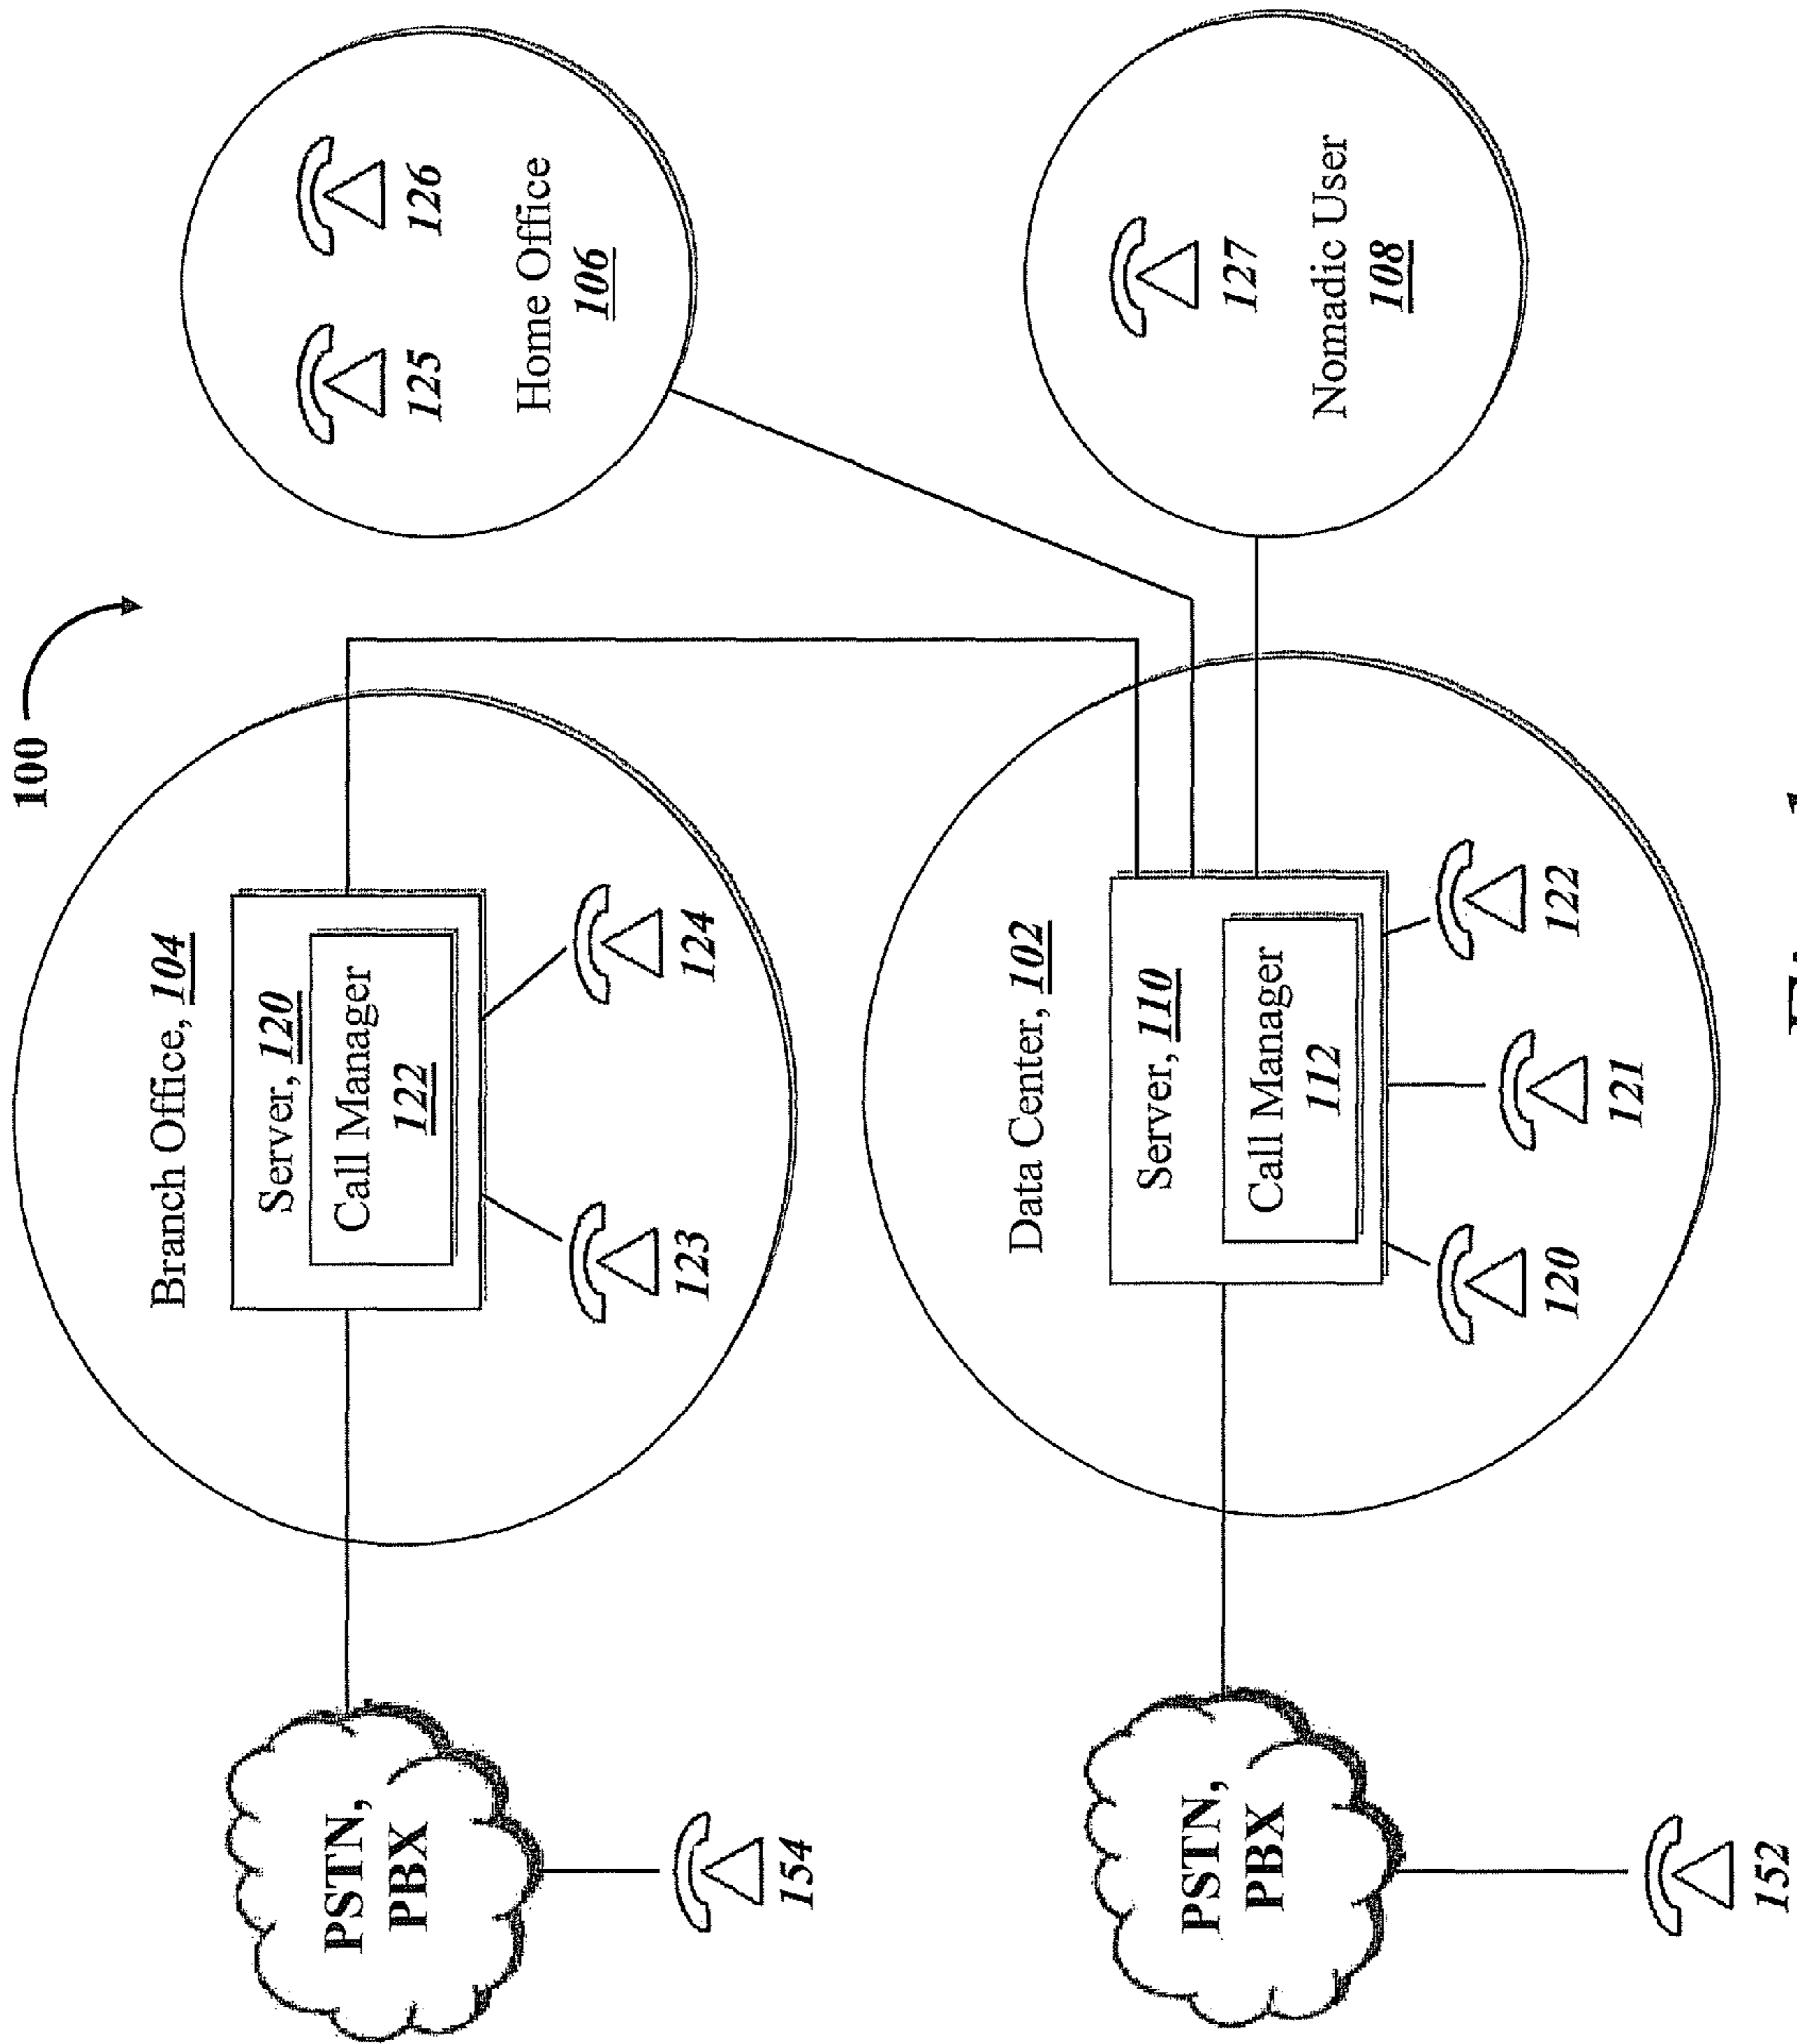 100
Branch Office, 104
Server, 120
Call Manager
122
123
124
PSTN,
PBX
154
125
126
Home Office
106
Data Center, 102
Server, 110
Call Manager
112
120
121
122
PSTN,
PBX
152
127
Nomadic User
108